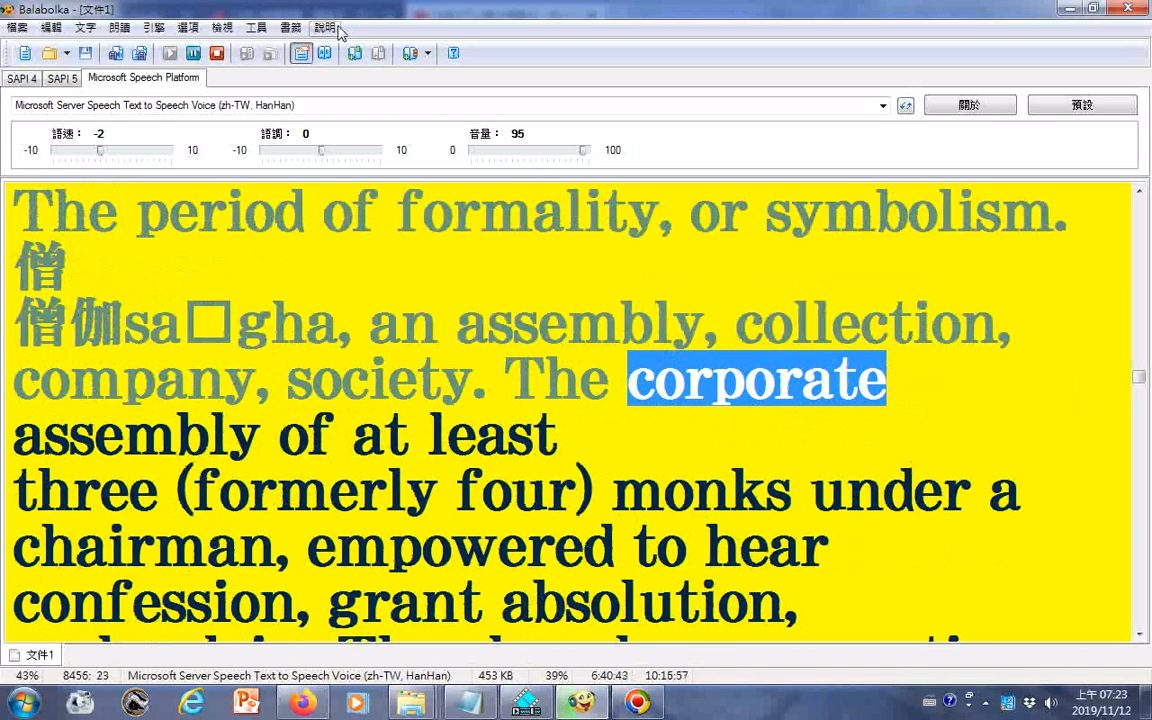 Balabolka - [文件1]
檔案 編輯 文字 朗讀 引擎 選項 檢視 工具 書籤 說明
SAPI 4 SAPI 5 Microsoft Speech Platform
Microsoft Server Speech Text to Speech Voice (zh-TW, HanHan) 關於 預設
語速： -2 語調： 0 音量： 95
-10 10 -10 10 0 100
The period of formality, or symbolism.
僧
僧伽sa□gha, an assembly, collection,
company, society. The corporate
assembly of at least
three (formerly four) monks under a
chairman, empowered to hear
confession, grant absolution,
文件1
43% 8456: 23 Microsoft Server Speech Text to Speech Voice (zh-TW, HanHan) 453 KB 39% 6:40:43 10:15:57
上午 07:23
2019/11/12